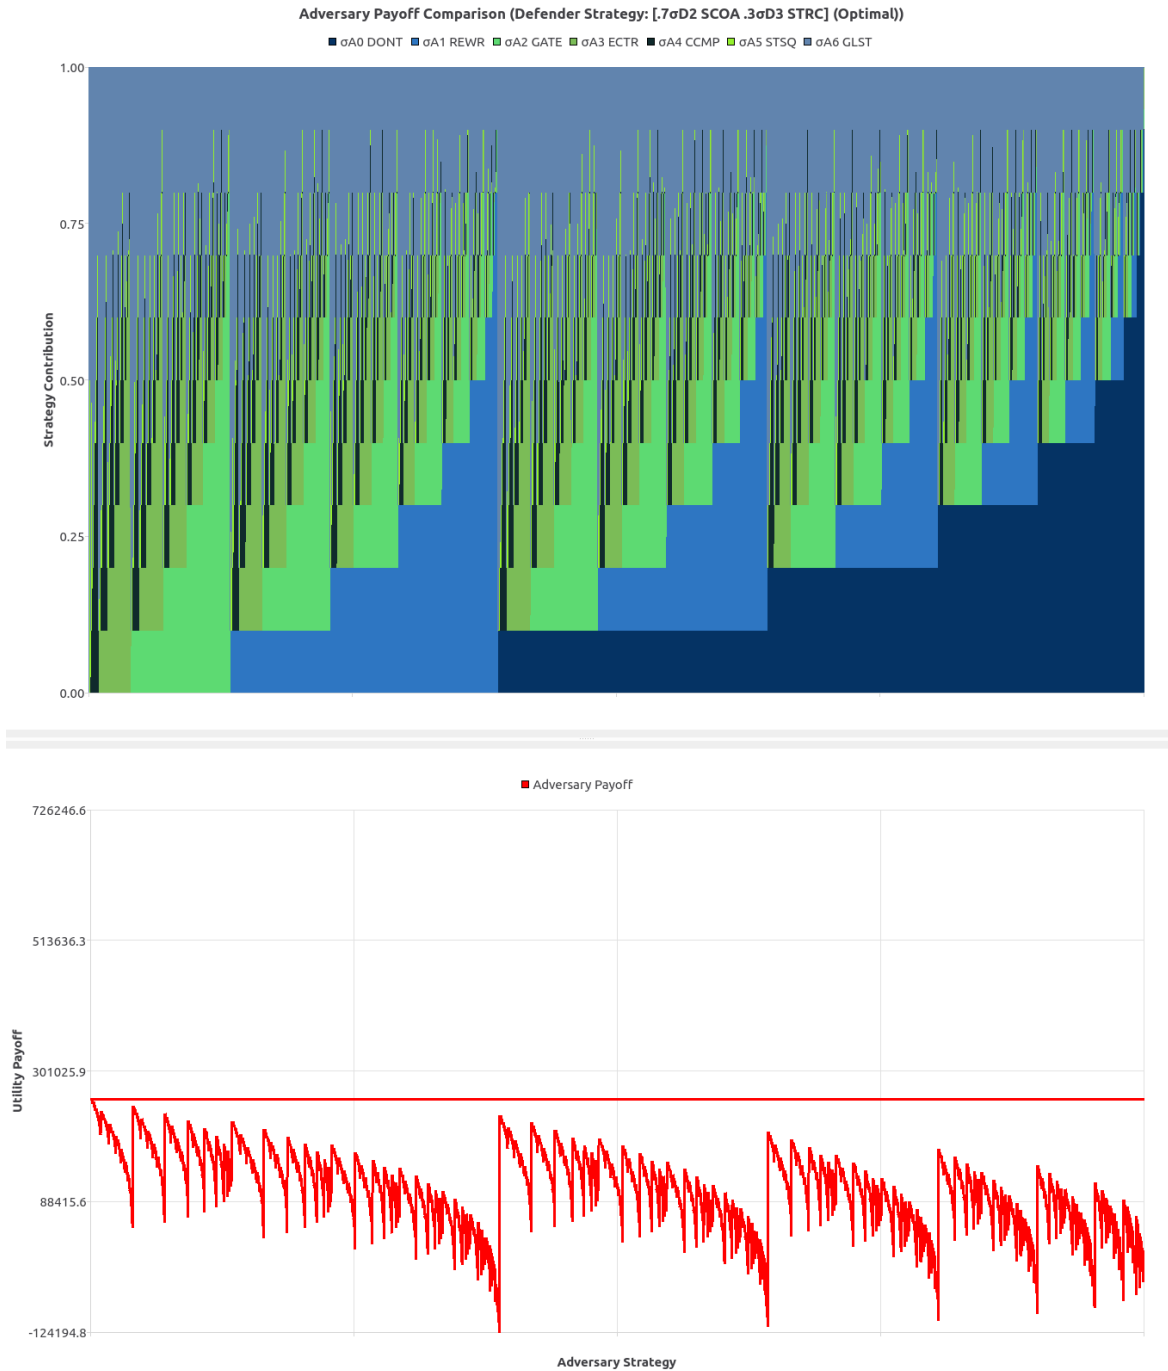 Adversary Payoff Comparison (Defender Strategy: [.7σD2 SCOA .3σD3 STRC] (Optimal))
σA0 DONT σA1 REWR σA2 GATE σA3 ECTR σA4 CCMP σA5 STSQ σA6 GLST
1.00
0.75
0.50
0.25
0.00
Strategy Contribution
Adversary Payoff
726246.6
513636.3
301025.9
88415.6
-124194.8
Utility Payoff
Adversary Strategy